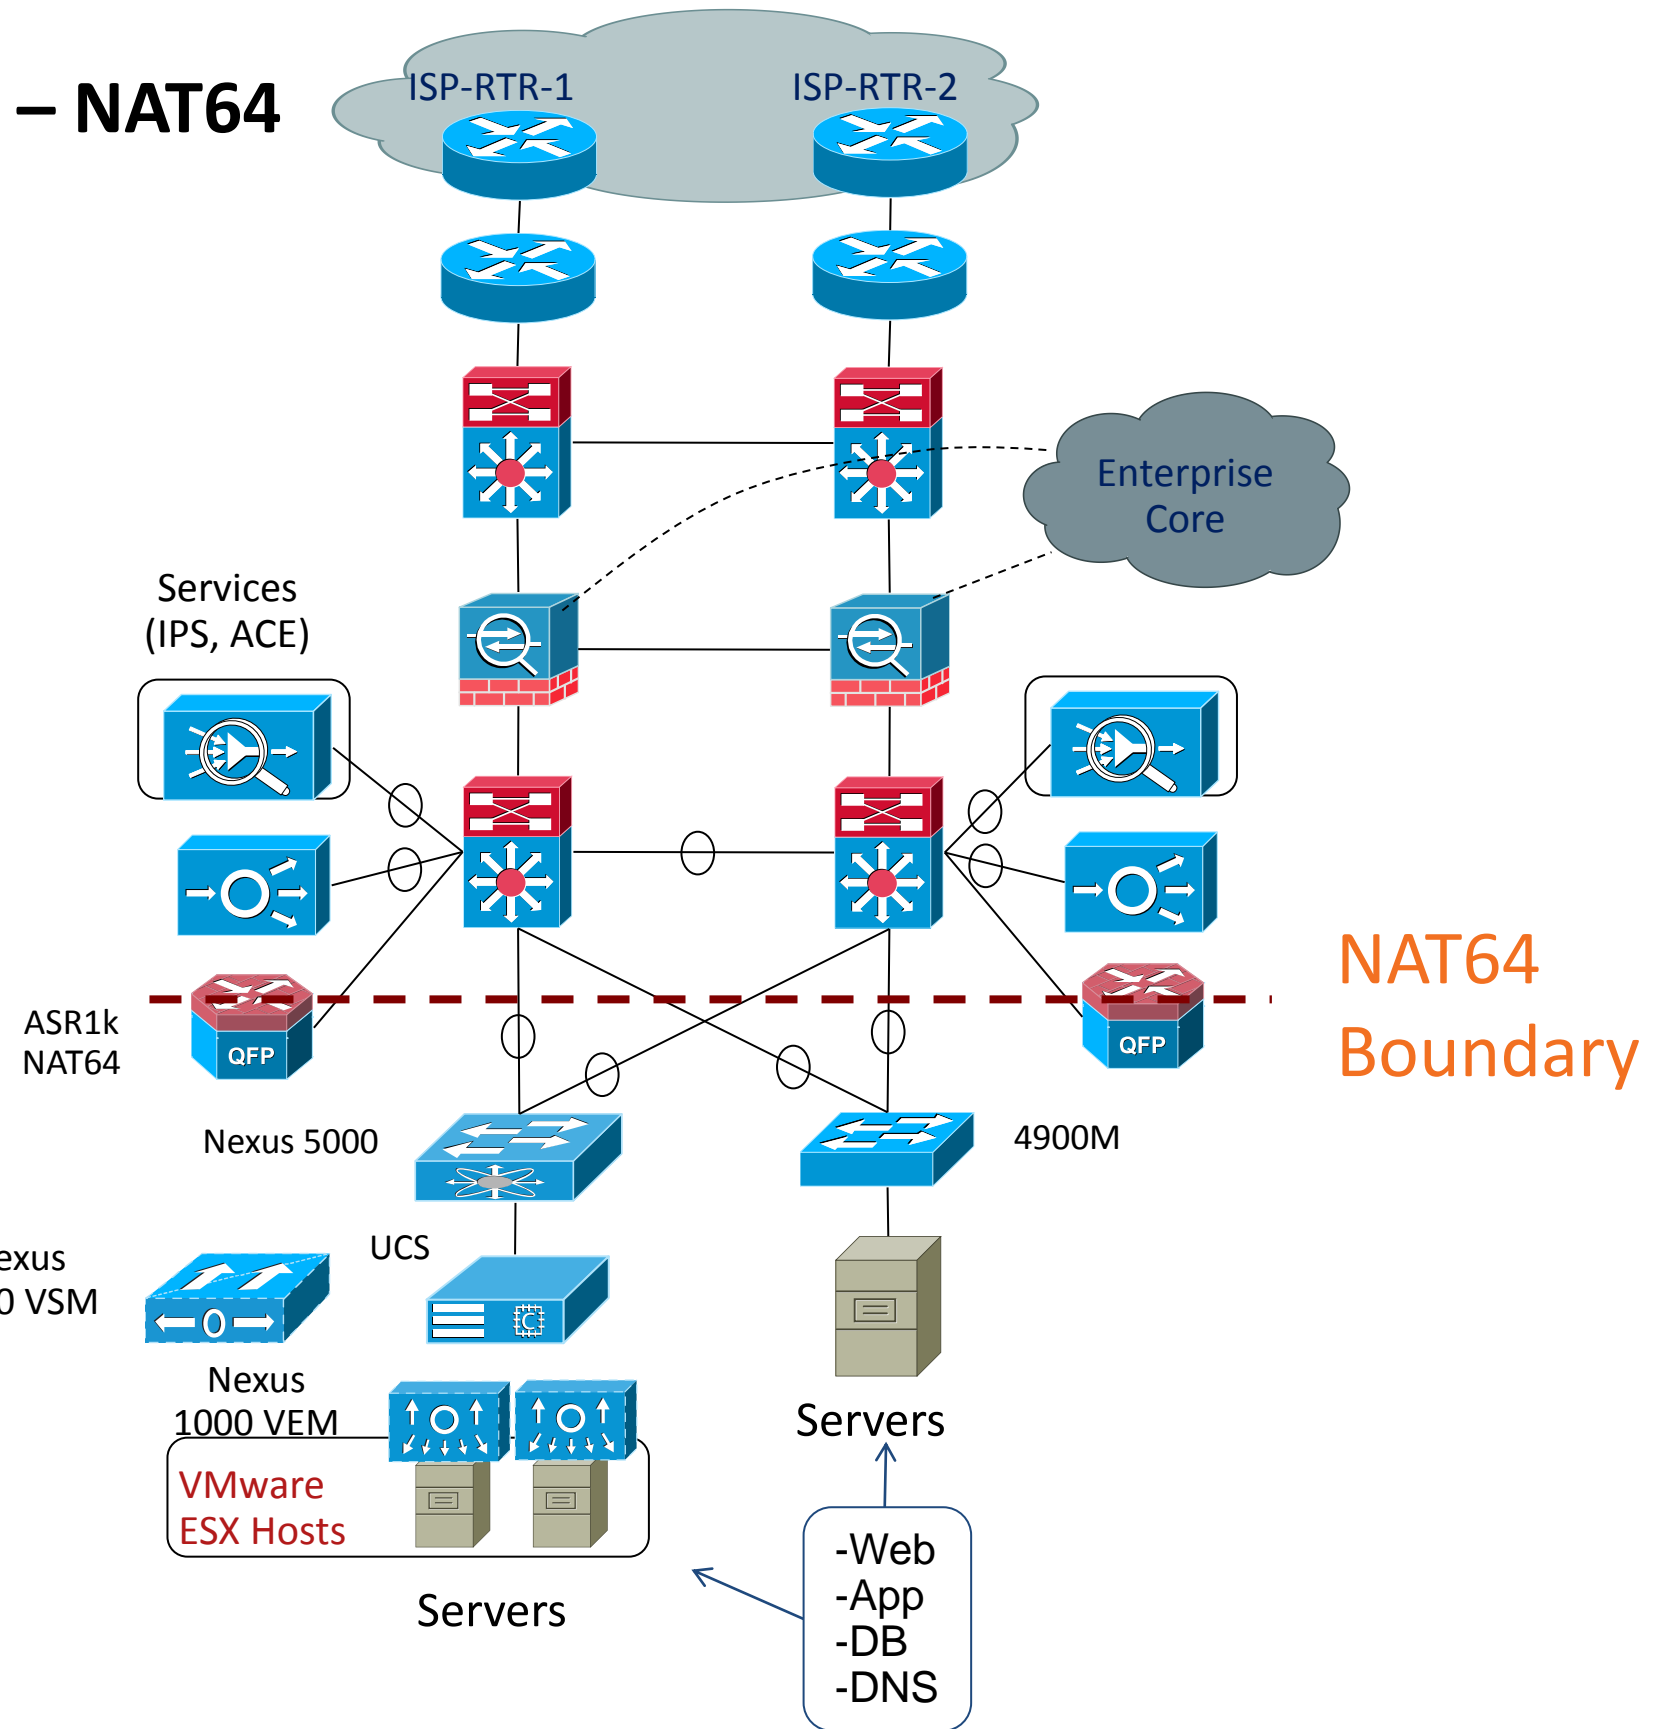 – NAT64
ISP-RTR-1
ISP-RTR-2
Enterprise
Core
Services
(IPS, ACE)
NAT64
Boundary
ASR1k
NAT64
QFP
QFP
Nexus 5000
4900M
UCS
exus
0 VSM
Nexus
1000 VEM
VMware
ESX Hosts
C
Servers
Servers
-Web
-App
-DB
-DNS